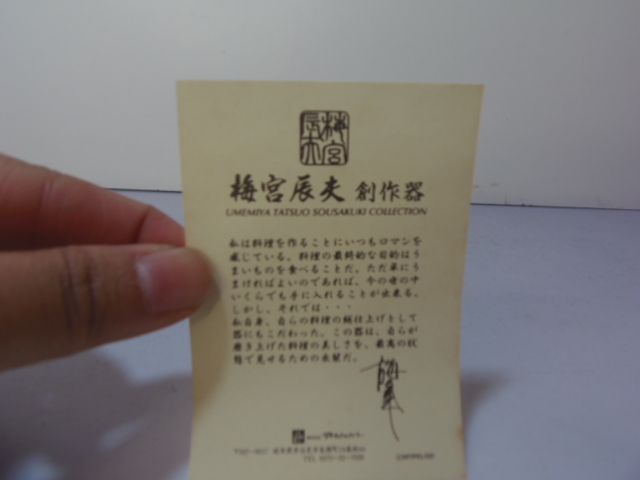 梅宮辰夫
梅宮辰夫 創作器
UMEMIYA TATSUO SOUSAKUKI COLLECTION
私は料理を作ることにいつもロマンを
感じている。料理の最終的な目的はう
まいものを食べることだ。ただ単にう
まければよいのであれば、今の世の中
いくらでも手に入れることが出来る。
しかし、それでは・・・
私自身、自らの料理の総仕上げとして
器にもこだわった。この器は、自らが
磨き上げた料理の美しさを、最高の状
態で見せるための衣裳だ。